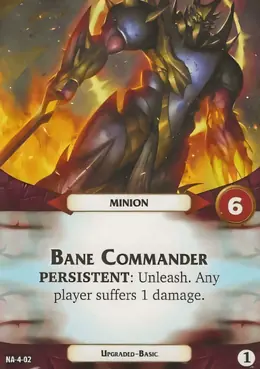 MINION
6
BANE COMMANDER
PERSISTENT: Unleash. Any
player suffers 1 damage.
UPGRADED-BASIC
NA-4-02
1